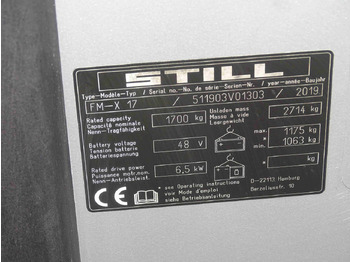 STILL
Type-Modèle-Typ / Serial no.-No. de série-Serien-Nr. / year-année-Baujahr
FM-X 17 / 511903V01303 / 2019
Rated capacity
Capacité nominale
Nenn-Tragfähigkeit
1700 kg
Unladen mass
Masse à vide
Leergewicht
2714 kg
Battery voltage
Tension batterie
Batteriespannung
48 V
max. 1175 kg
min. 1063 kg
Rated drive power
Puissance motr. nom.
Nenn-Antriebsleist.
6,5 kW
* kg
* see Operating instructions
voir Mode d'emploi
siehe Betriebsanleitung
D-22113 Hamburg
Berzeliusstr. 10
CE